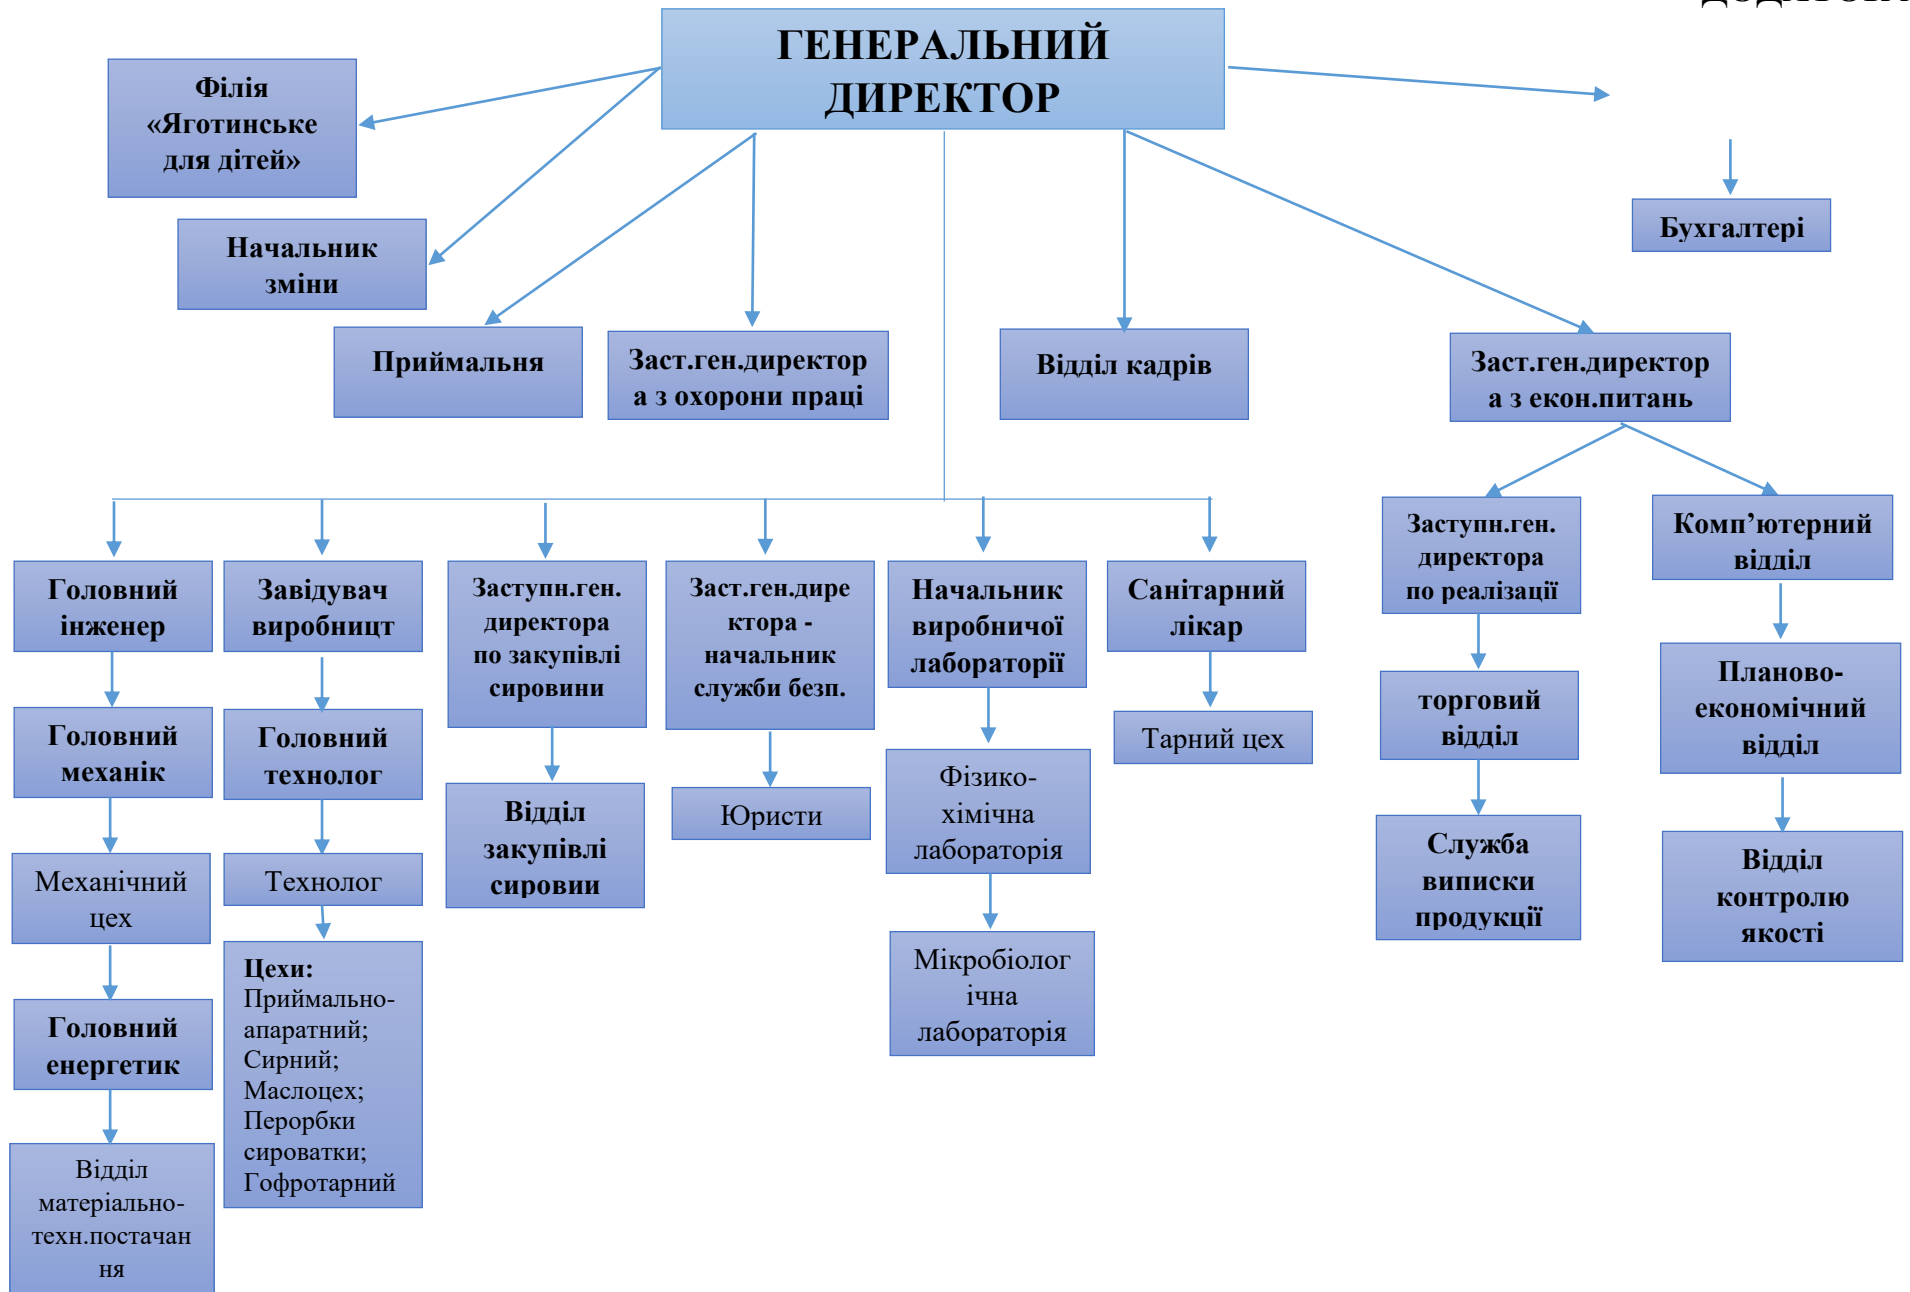 ГЕНЕРАЛЬНИЙ
ДИРЕКТОР
Філія
«Яготинське
для дітей»
Начальник
зміни
Бухгалтері
Приймальня
Заст.ген.директор
а з охорони праці
Відділ кадрів
Заст.ген.директор
а з екон.питань
Заступн.ген.
директора
по реалізації
Комп’ютерний
відділ
Головний
інженер
Завідувач
виробницт
Заступн.ген.
директора
по закупівлі
сировини
Заст.ген.дире
ктора -
начальник
служби безп.
Начальник
виробничої
лабораторії
Санітарний
лікар
торговий
відділ
Планово-
економічний
відділ
Головний
механік
Головний
технолог
Відділ
закупівлі
сировии
Юристи
Фізико-
хімічна
лабораторія
Тарний цех
Служба
виписки
продукції
Відділ
контролю
якості
Механічний
цех
Технолог
Мікробіолог
ічна
лабораторія
Головний
енергетик
Цехи:
Приймально-
апаратний;
Сирний;
Маслоцех;
Перорбки
сироватки;
Гофротарний
Відділ
матеріально-
техн.постачан
ня